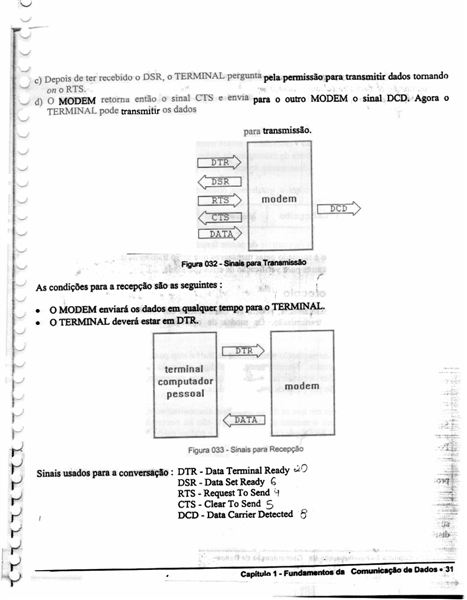 c) Depois de ter recebido o DSR, o TERMINAL pergunta pela permissão para transmitir dados tornando
on o RTS.
d) O MODEM retorna então o sinal CTS e envia para o outro MODEM o sinal DCD. Agora o
TERMINAL pode transmitir os dados
para transmissão.
DTR
DSR
RTS
CTS
DATA
modem
DCD
Figura 032 - Sinais para Transmissão
As condições para a recepção são as seguintes :
• O MODEM enviará os dados em qualquer tempo para o TERMINAL.
• O TERMINAL deverá estar em DTR.
terminal
computador
pessoal
DTR
DATA
modem
Figura 033 - Sinais para Recepção
Sinais usados para a conversação : DTR - Data Terminal Ready 20
DSR - Data Set Ready 6
RTS - Request To Send 4
CTS - Clear To Send 5
DCD - Data Carrier Detected 8
Capítulo 1 - Fundamentos da Comunicação de Dados • 31